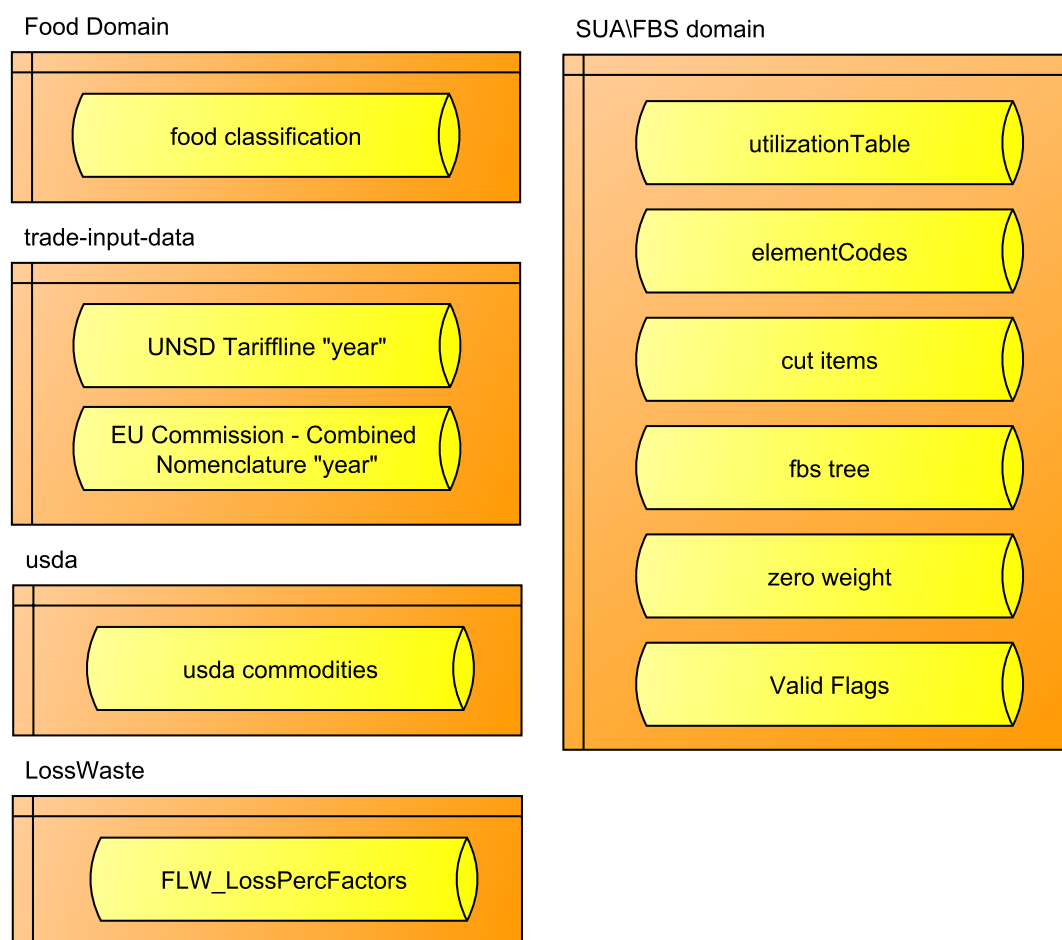 Food Domain
food classification
trade-input-data
UNSD Tariffline "year"
EU Commission - Combined
Nomenclature "year"
usda
usda commodities
LossWaste
FLW_LossPercFactors
SUA\FBS domain
utilizationTable
elementCodes
cut items
fbs tree
zero weight
Valid Flags